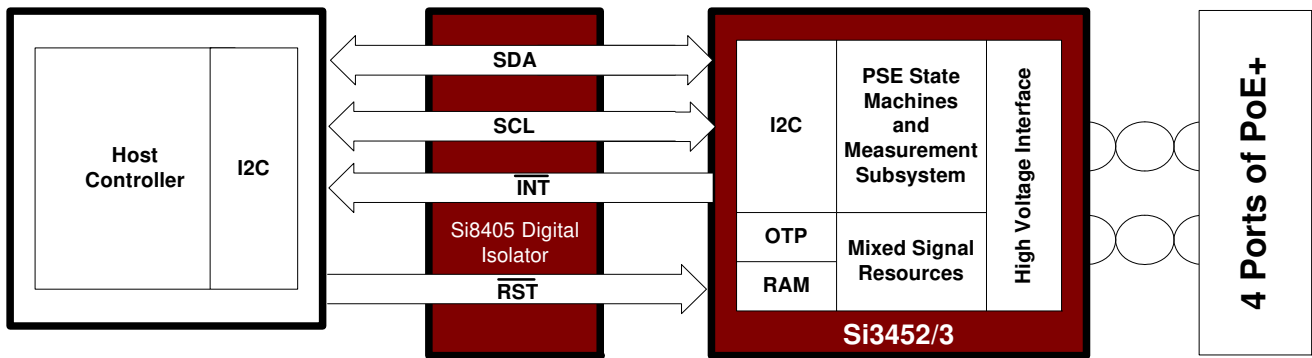 Host
Controller
I2C
SDA
SCL
INT
Si8405 Digital
Isolator
RST
I2C
PSE State
Machines
and
Measurement
Subsystem
OTP
RAM
Mixed Signal
Resources
High Voltage Interface
Si3452/3
4 Ports of PoE+